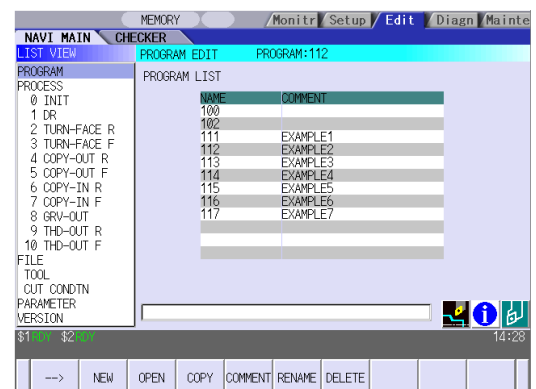 MEMORY Monitr Setup Edit Diagn Mainte
NAVI MAIN CHECKER
LIST VIEW PROGRAM EDIT PROGRAM:112
PROGRAM
PROCESS
0 INIT
1 DR
2 TURN-FACE R
3 TURN-FACE F
4 COPY-OUT R
5 COPY-OUT F
6 COPY-IN R
7 COPY-IN F
8 GRV-OUT
9 THD-OUT R
10 THD-OUT F
FILE
TOOL
CUT CONDTN
PARAMETER
VERSION
PROGRAM LIST
NAME COMMENT
100
102
111 EXAMPLE1
112 EXAMPLE2
113 EXAMPLE3
114 EXAMPLE4
115 EXAMPLE5
116 EXAMPLE6
117 EXAMPLE7
$1 RDY $2 RDY 14:28
--> NEW OPEN COPY COMMENT RENAME DELETE